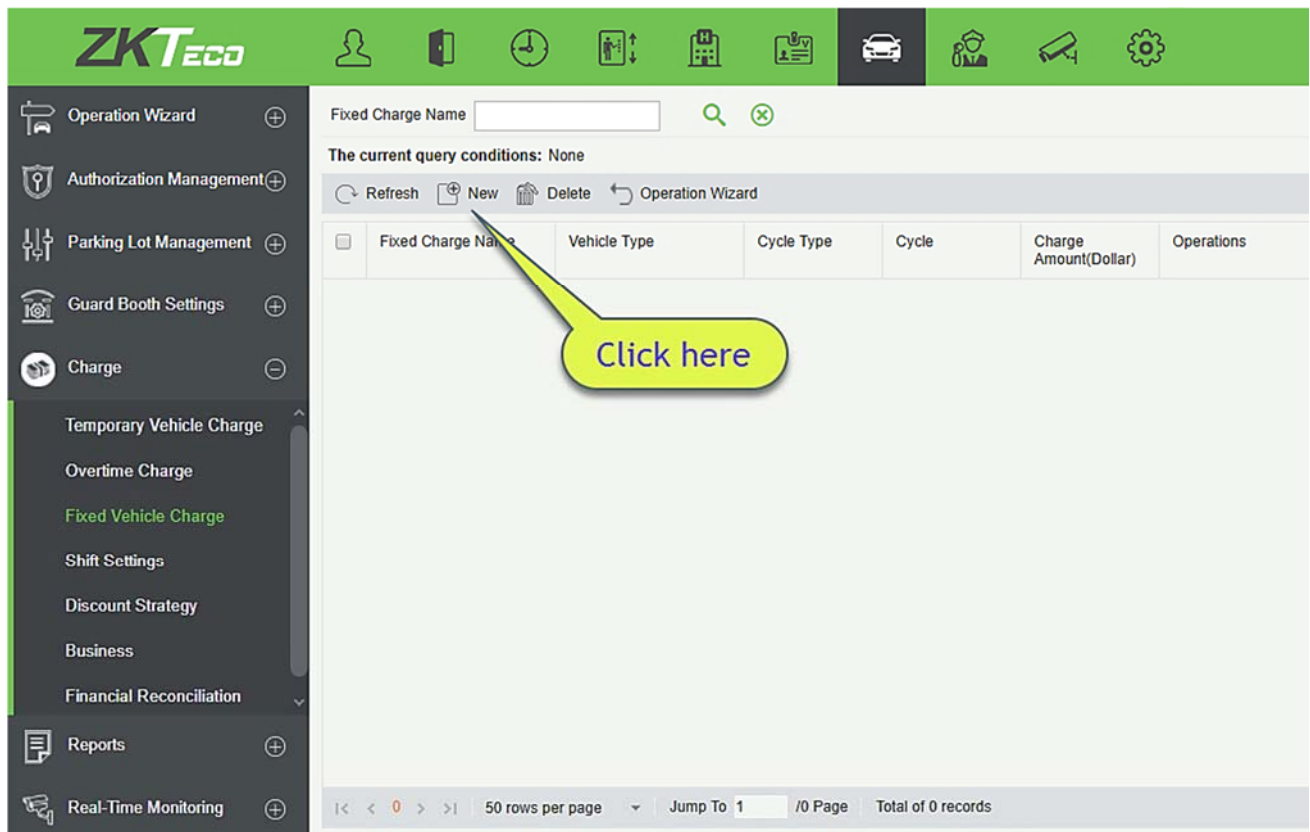 ZKTECO
Operation Wizard
Authorization Management
Parking Lot Management
Guard Booth Settings
Charge
Temporary Vehicle Charge
Overtime Charge
Fixed Vehicle Charge
Shift Settings
Discount Strategy
Business
Financial Reconciliation
Reports
Real-Time Monitoring
Fixed Charge Name
The current query conditions: None
Refresh New Delete Operation Wizard
Fixed Charge Name Vehicle Type Cycle Type Cycle Charge Amount(Dollar) Operations
Click here
|< < 0 > >| 50 rows per page Jump To 1 /0 Page Total of 0 records